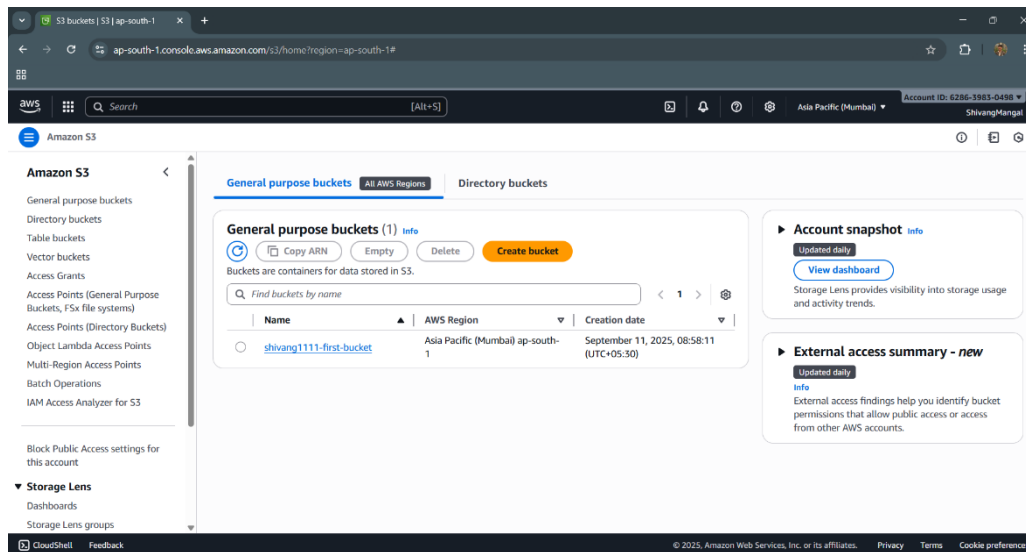 S3 buckets | S3 | ap-south-1
ap-south-1.console.aws.amazon.com/s3/home?region=ap-south-1#
aws
Search
[Alt+S]
Asia Pacific (Mumbai)
Account ID: 6286-3983-0498
ShivangMangal
Amazon S3
Amazon S3
General purpose buckets
Directory buckets
Table buckets
Vector buckets
Access Grants
Access Points (General Purpose
Buckets, FSx file systems)
Access Points (Directory Buckets)
Object Lambda Access Points
Multi-Region Access Points
Batch Operations
IAM Access Analyzer for S3
Block Public Access settings for
this account
Storage Lens
Dashboards
Storage Lens groups
General purpose buckets All AWS Regions
Directory buckets
General purpose buckets (1) Info
Copy ARN
Empty
Delete
Create bucket
Buckets are containers for data stored in S3.
Find buckets by name
1
Name
AWS Region
Creation date
shivang1111-first-bucket
Asia Pacific (Mumbai) ap-south-
1
September 11, 2025, 08:58:11
(UTC+05:30)
Account snapshot Info
Updated daily
View dashboard
Storage Lens provides visibility into storage usage
and activity trends.
External access summary - new
Updated daily
Info
External access findings help you identify bucket
permissions that allow public access or access
from other AWS accounts.
CloudShell
Feedback
© 2025, Amazon Web Services, Inc. or its affiliates.
Privacy
Terms
Cookie preference